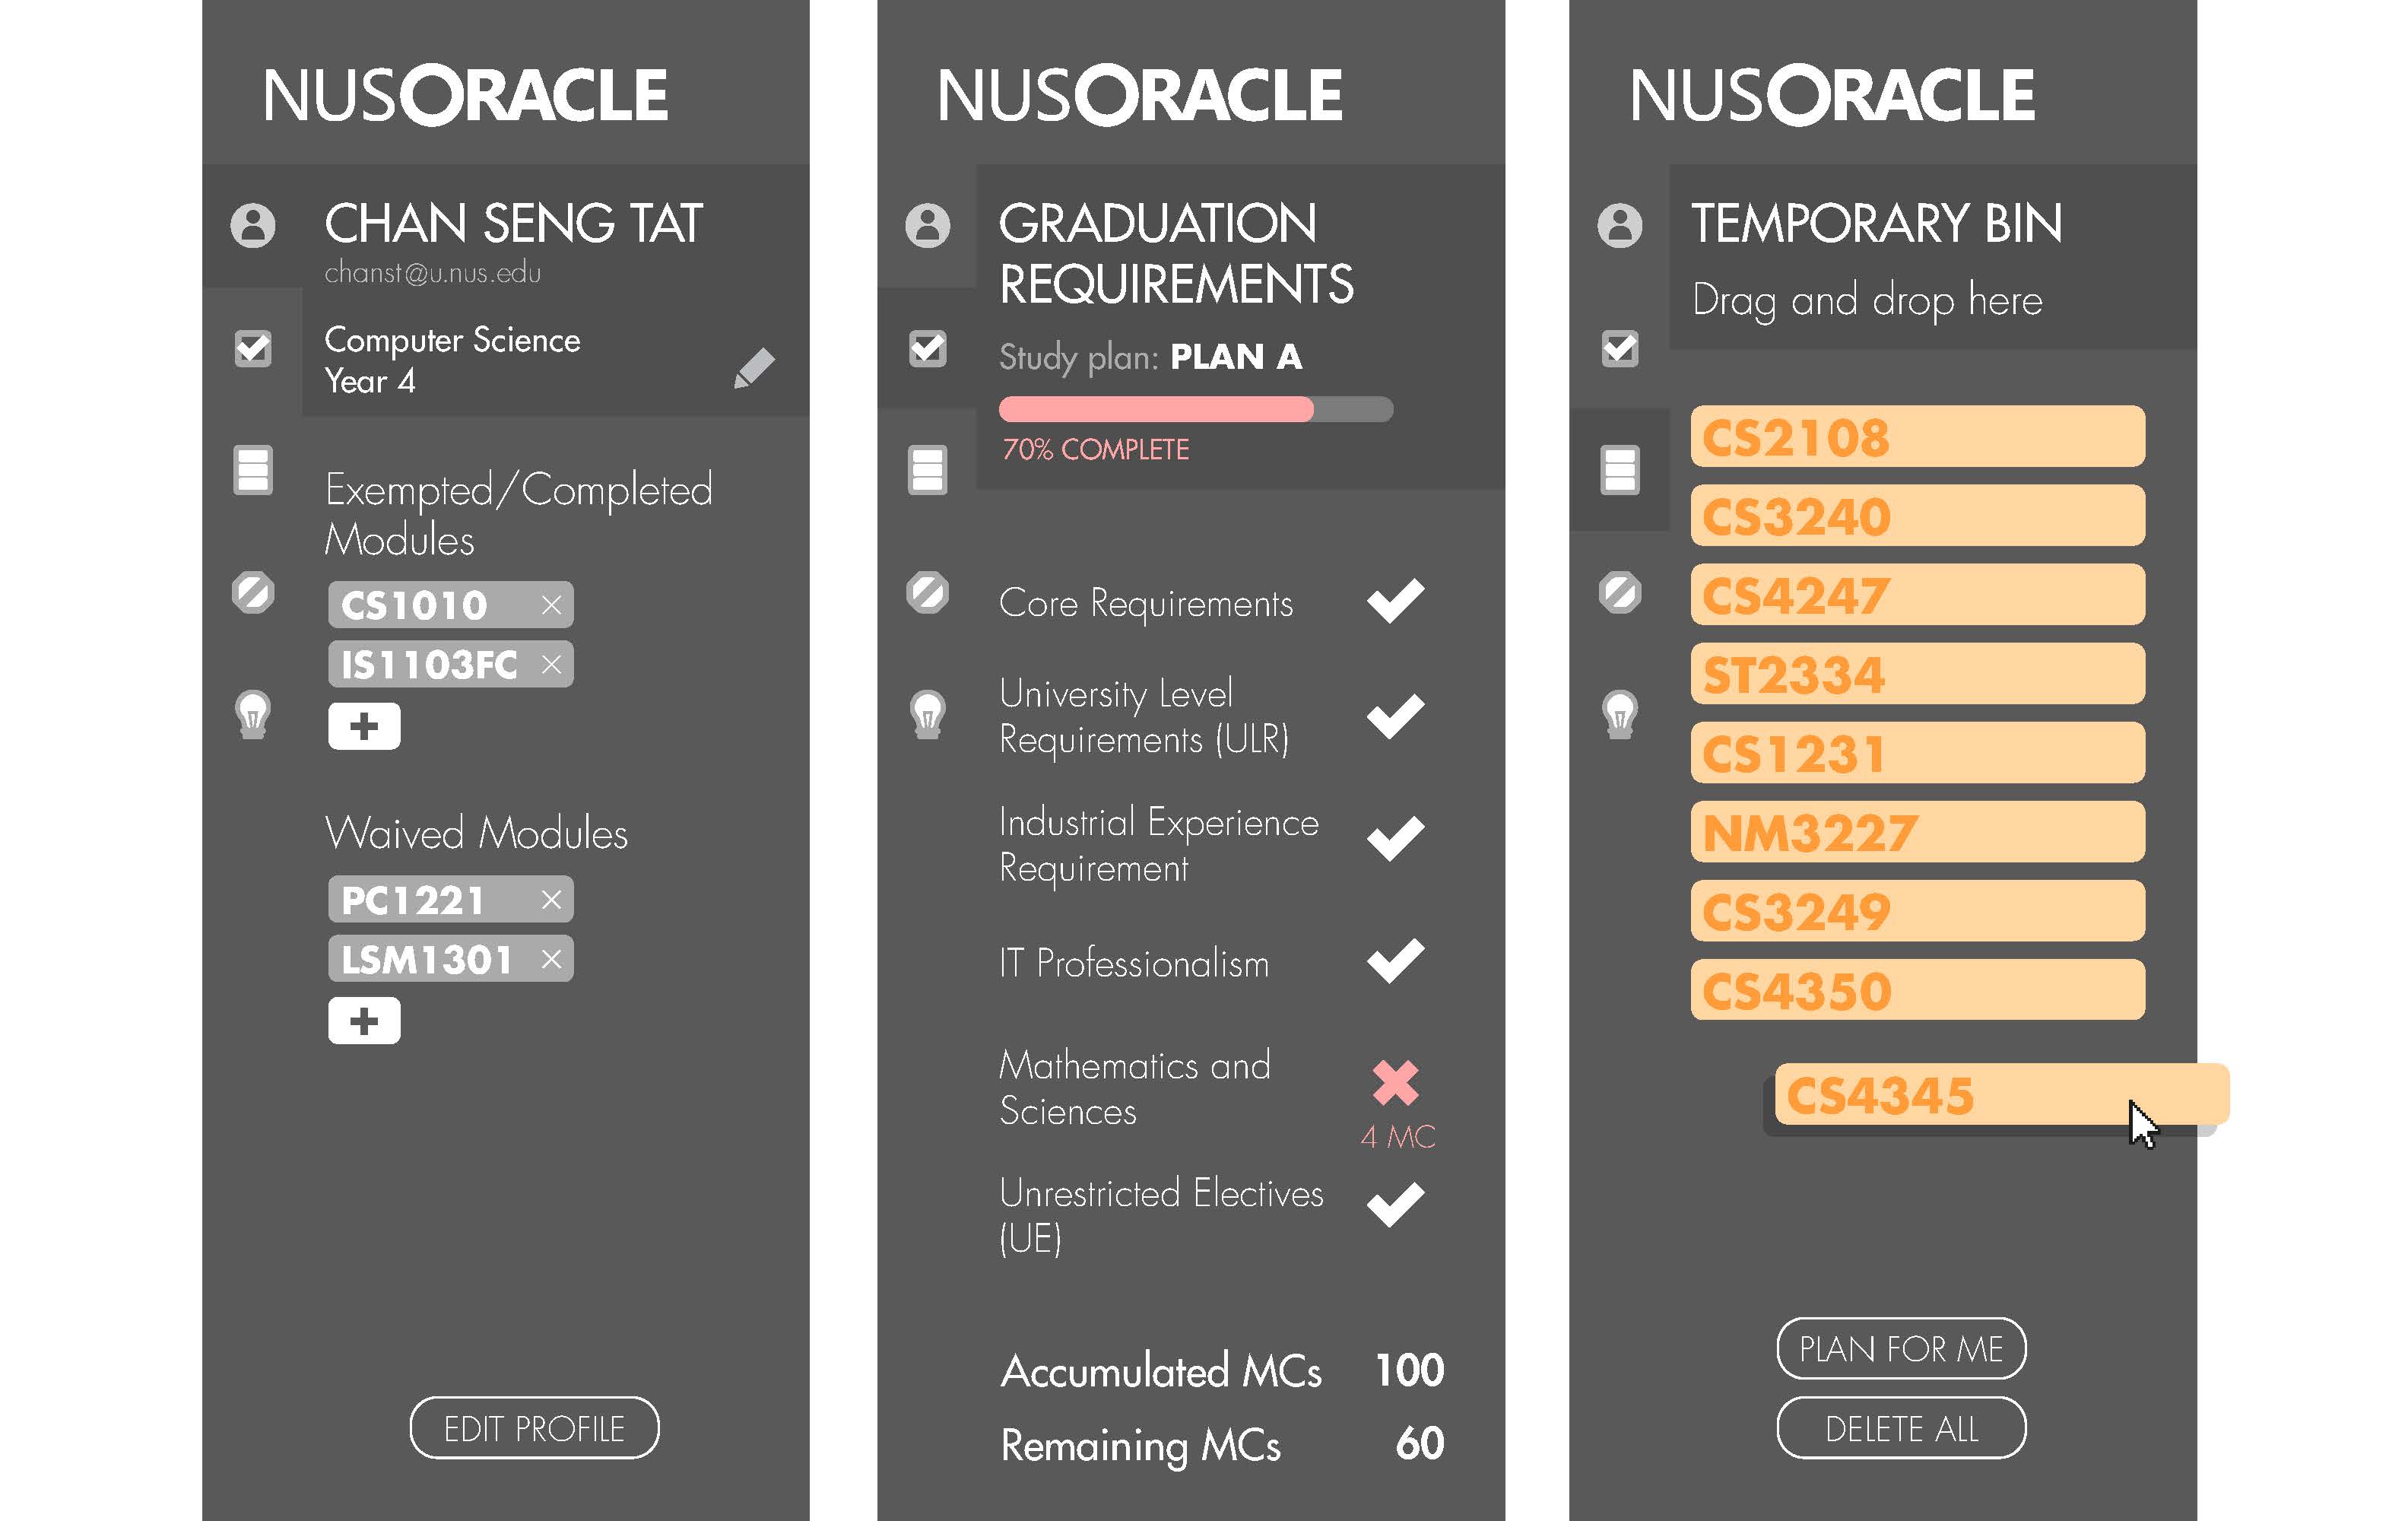 NUSORACLE
CHAN SENG TAT
chanst@u.nus.edu
Computer Science
Year 4
Exempted/Completed
Modules
CS1010 ×
IS1103FC ×
+
Waived Modules
PC1221 ×
LSM1301 ×
+
EDIT PROFILE
NUSORACLE
GRADUATION
REQUIREMENTS
Study plan: PLAN A
70% COMPLETE
Core Requirements
University Level
Requirements (ULR)
Industrial Experience
Requirement
IT Professionalism
Mathematics and
Sciences
4 MC
Unrestricted Electives
(UE)
Accumulated MCs 100
Remaining MCs 60
NUSORACLE
TEMPORARY BIN
Drag and drop here
CS2108
CS3240
CS4247
ST2334
CS1231
NM3227
CS3249
CS4350
CS4345
PLAN FOR ME
DELETE ALL